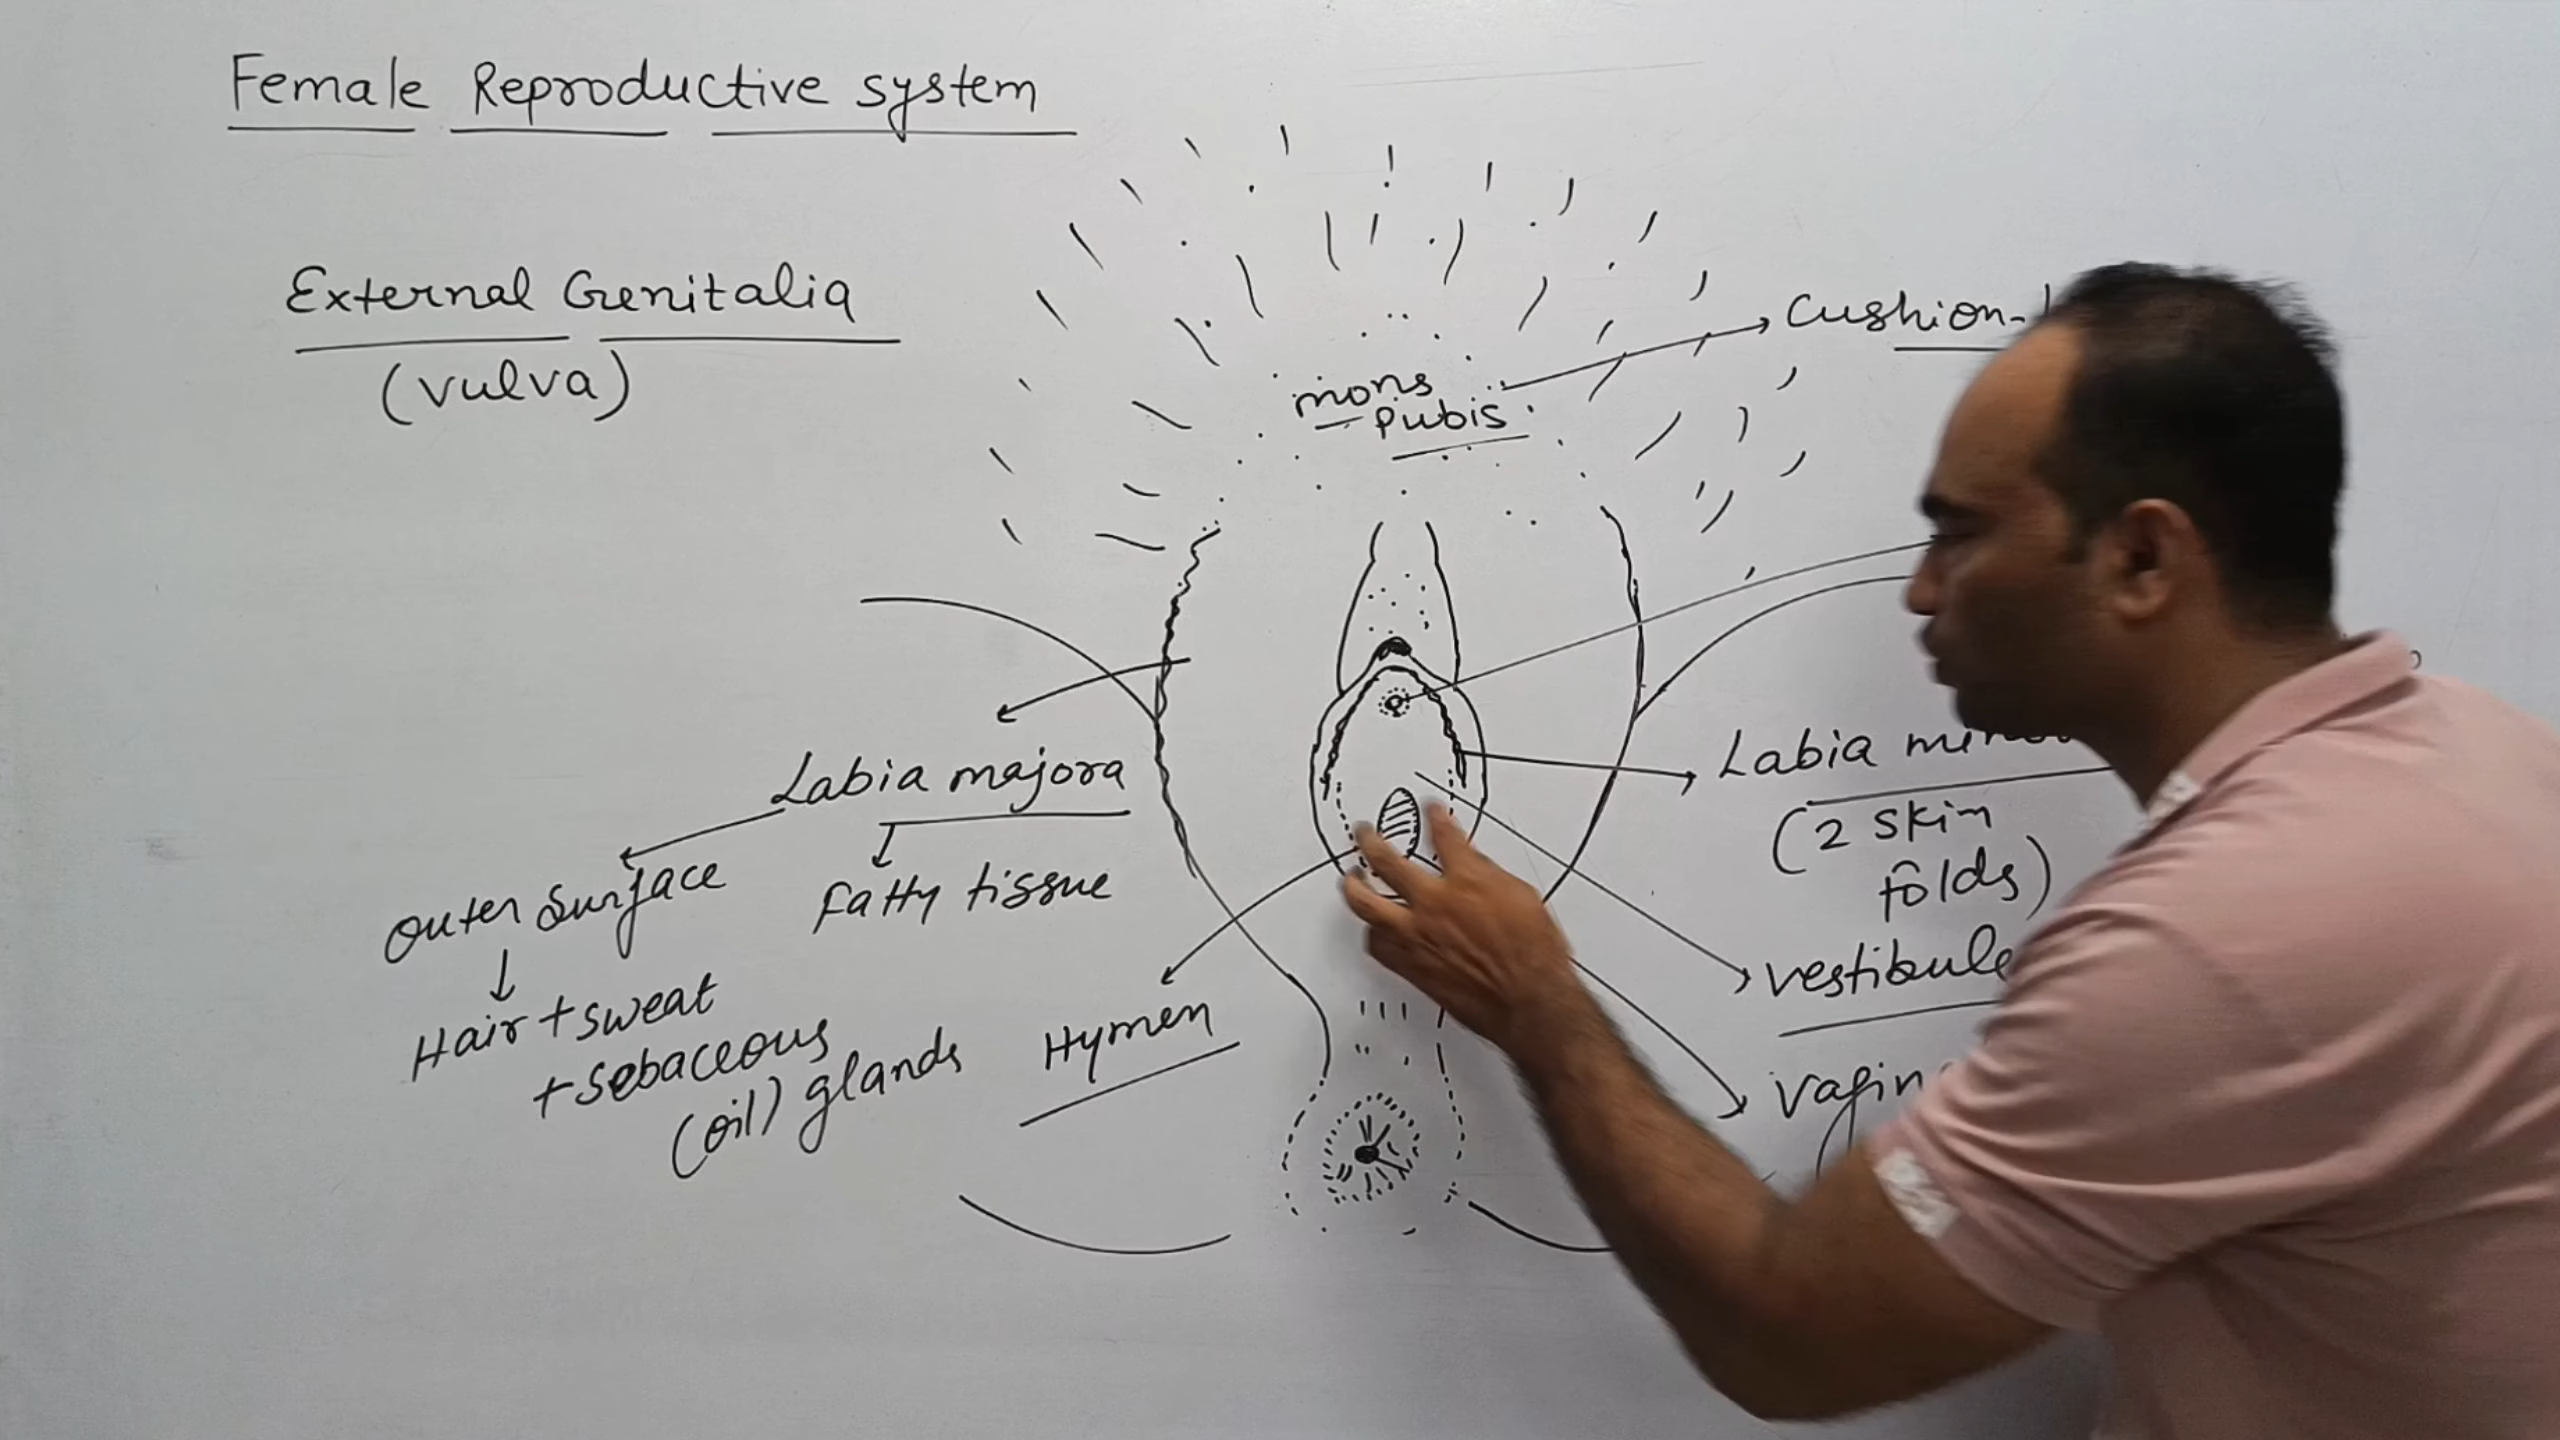 Female Reproductive system
External Genitalia
(vulva)
mons
pubis
Cushion-
Labia majora
Outer Surface
Fatty tissue
Hair + sweat
+ sebaceous
(oil) glands
Hymen
Labia
(2 skin
folds)
vestibule